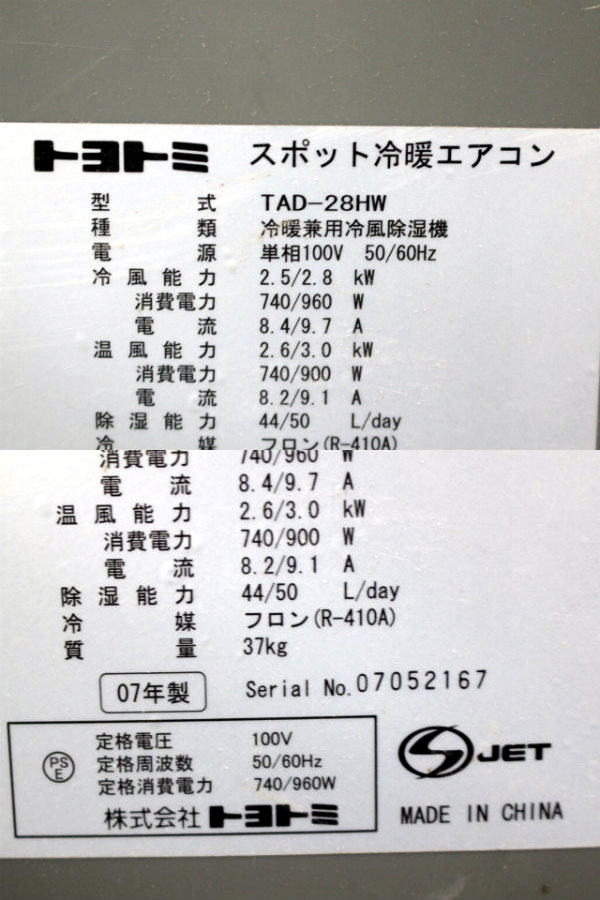 トヨトミ スポット冷暖エアコン
型式 TAD-28HW
種類 冷暖兼用冷風除湿機
電源 単相100V 50/60Hz
冷風能力 2.5/2.8 kW
消費電力 740/960 W
電流 8.4/9.7 A
温風能力 2.6/3.0 kW
消費電力 740/900 W
電流 8.2/9.1 A
除湿能力 44/50 L/day
冷媒 フロン(R-410A)
消費電力 740/960 W
電流 8.4/9.7 A
温風能力 2.6/3.0 kW
消費電力 740/900 W
電流 8.2/9.1 A
除湿能力 44/50 L/day
冷媒 フロン(R-410A)
質量 37kg
07年製 Serial No.07052167
PSE
定格電圧 100V
定格周波数 50/60Hz
定格消費電力 740/960W
株式会社トヨトミ
JET
MADE IN CHINA